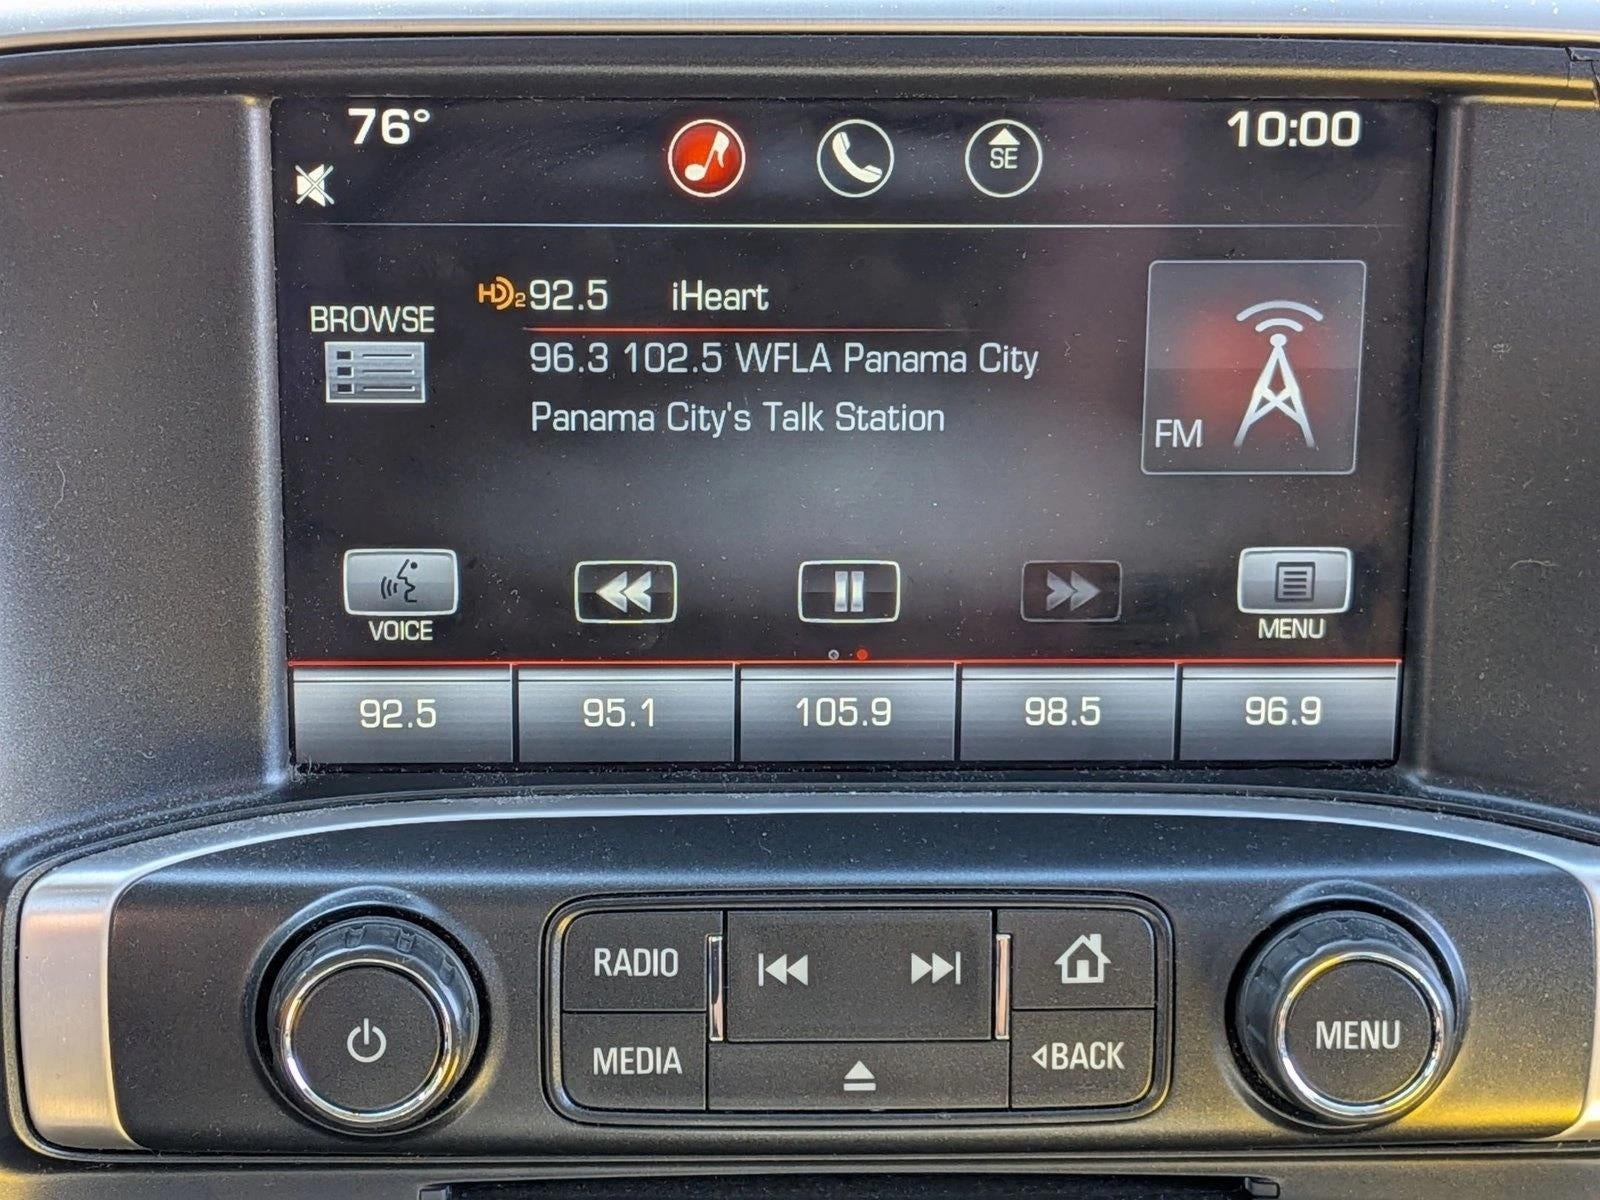 76°
SE
10:00
BROWSE
HD2 92.5 iHeart
96.3 102.5 WFLA Panama City
Panama City's Talk Station
FM
VOICE
MENU
92.5 95.1 105.9 98.5 96.9
RADIO
MEDIA
BACK
MENU